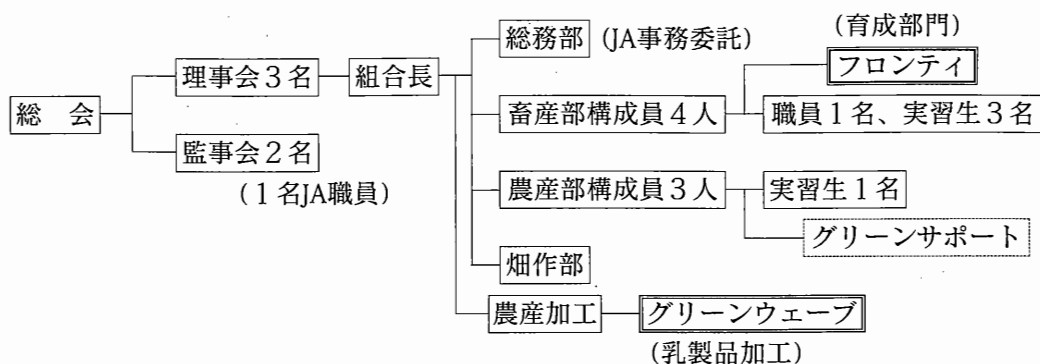 総務部 (JA事務委託)
(育成部門)
フロンティ
理事会3名
組合長
総 会
畜産部構成員4人
職員1名、実習生3名
監事会2名
(1名JA職員)
農産部構成員3人
実習生1名
グリーンサポート
畑作部
農産加工
グリーンウェーブ
(乳製品加工)